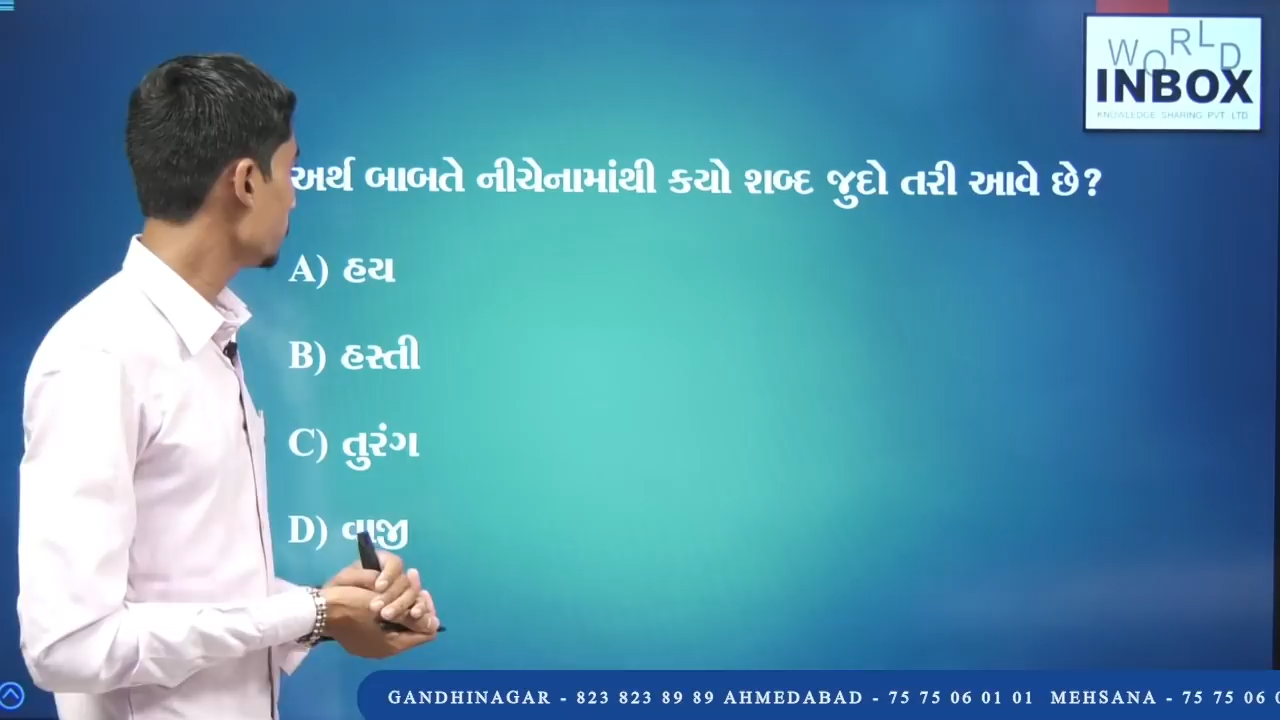 WORLD
INBOX
KNOWLEDGE SHARING PVT. LTD
અર્થ બાબતે નીચેનામાંથી કયો શબ્દ જુદો તરી આવે છે?
A) હય
B) હસ્તી
C) તુરંગ
D) વાજી
GANDHINAGAR - 823 823 89 89 AHMEDABAD - 75 75 06 01 01 MEHSANA - 75 75 06